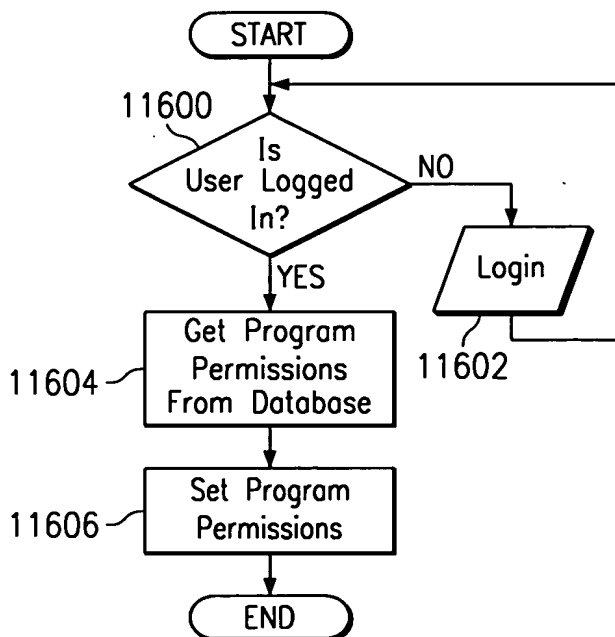 START
11600
Is
User Logged
In?
NO
Login
11602
YES
Get Program
Permissions
From Database
11604
Set Program
Permissions
11606
END